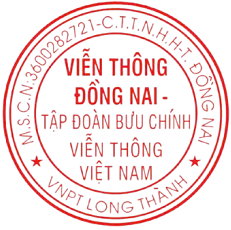 M.S.C.N:3600282721-C.T.T.N.H.H-T. ĐỒNG NAI
VIỄN THÔNG
ĐỒNG NAI -
TẬP ĐOÀN BƯU CHÍNH
VIỄN THÔNG
VIỆT NAM
★ VNPT LONG THÀNH ★